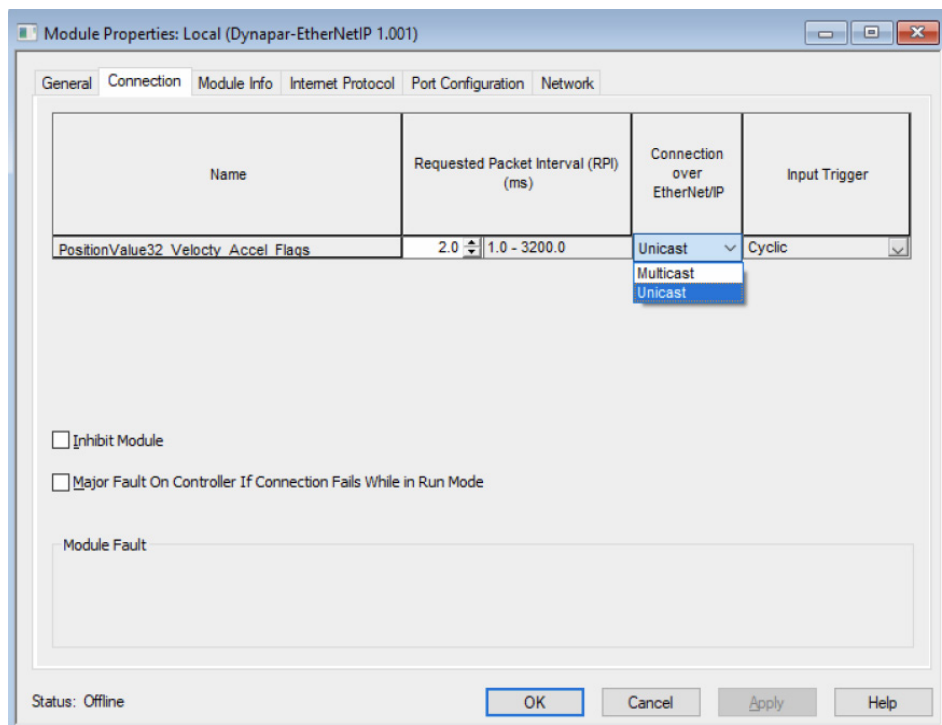 Module Properties: Local (Dynapar-EtherNetIP 1.001)
General Connection Module Info Internet Protocol Port Configuration Network
Name
Requested Packet Interval (RPI)
(ms)
Connection
over
EtherNet/IP
Input Trigger
PositionValue32_Velocty_Accel_Flags 2.0 1.0 - 3200.0 Unicast Cyclic
Multicast
Unicast
Inhibit Module
Major Fault On Controller If Connection Fails While in Run Mode
Module Fault
Status: Offline OK Cancel Apply Help